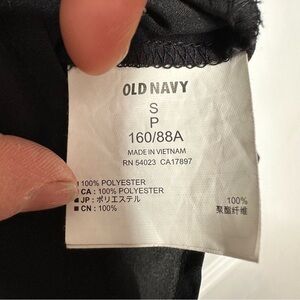 OLD NAVY
S
P
160/88A
MADE IN VIETNAM
RN 54023 CA17897
100% POLYESTER
CA : 100% POLYESTER
JP : ポリエステル
CN : 100%
100%
聚酯纤维